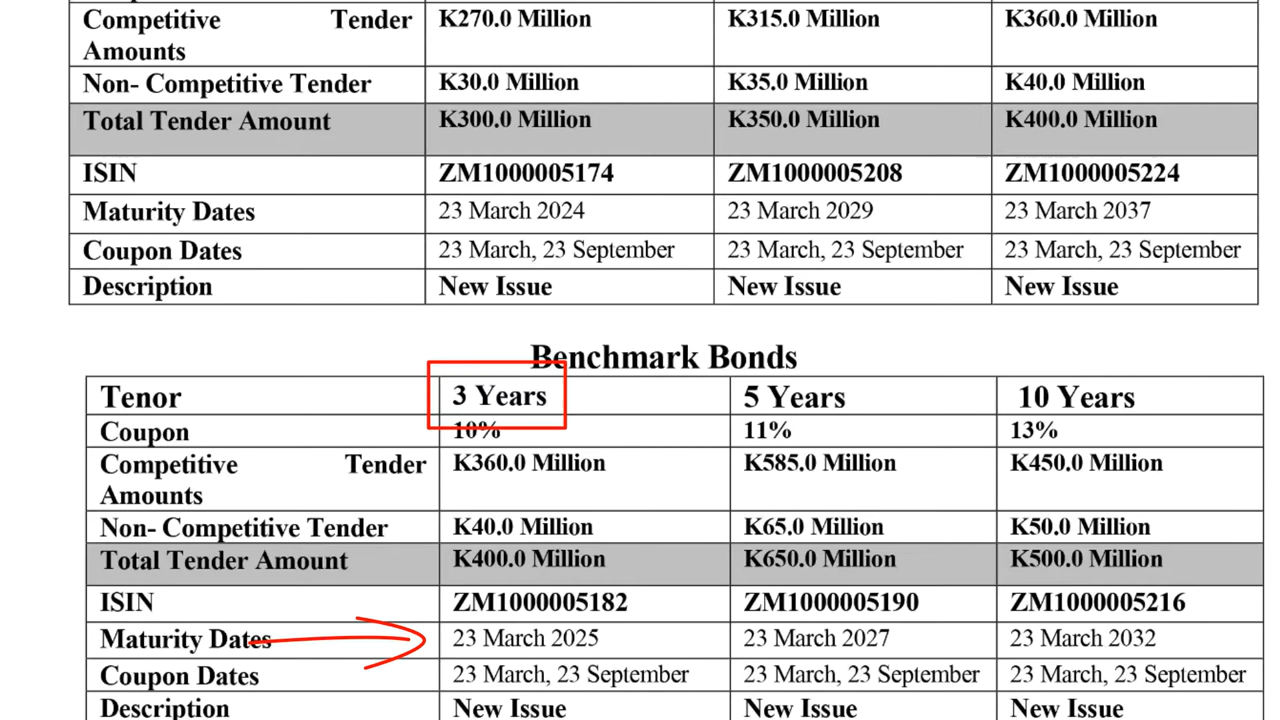 Competitive Tender K270.0 Million K315.0 Million K360.0 Million
Amounts
Non- Competitive Tender K30.0 Million K35.0 Million K40.0 Million
Total Tender Amount K300.0 Million K350.0 Million K400.0 Million
ISIN ZM1000005174 ZM1000005208 ZM1000005224
Maturity Dates 23 March 2024 23 March 2029 23 March 2037
Coupon Dates 23 March, 23 September 23 March, 23 September 23 March, 23 September
Description New Issue New Issue New Issue
Benchmark Bonds
Tenor 3 Years 5 Years 10 Years
Coupon 10% 11% 13%
Competitive Tender K360.0 Million K585.0 Million K450.0 Million
Amounts
Non- Competitive Tender K40.0 Million K65.0 Million K50.0 Million
Total Tender Amount K400.0 Million K650.0 Million K500.0 Million
ISIN ZM1000005182 ZM1000005190 ZM1000005216
Maturity Dates 23 March 2025 23 March 2027 23 March 2032
Coupon Dates 23 March, 23 September 23 March, 23 September 23 March, 23 September
Description New Issue New Issue New Issue